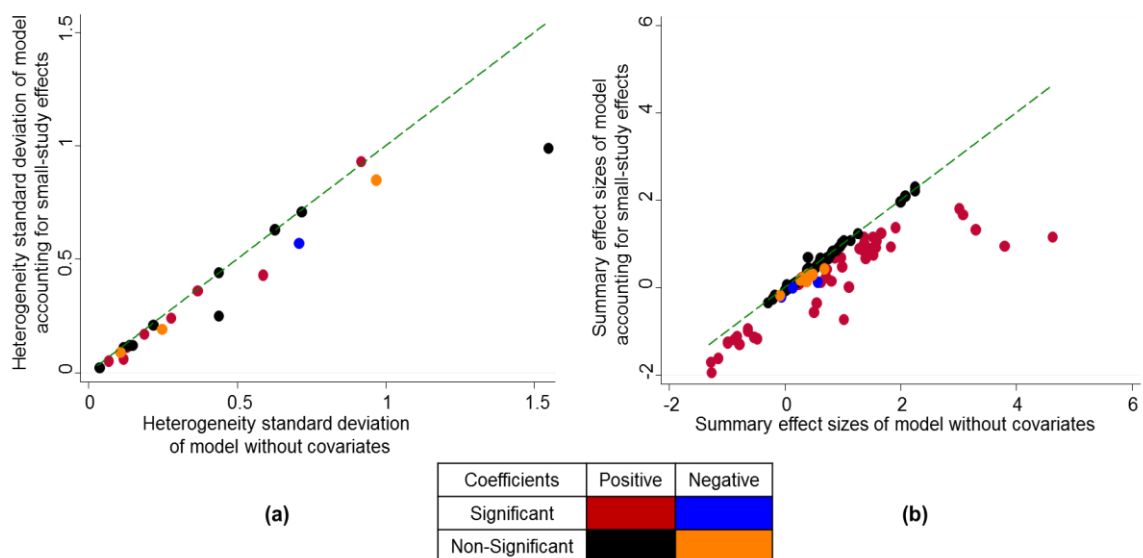 Heterogeneity standard deviation of model
accounting for small-study effects
1.5
1
0.5
0
0
0.5
1
1.5
Heterogeneity standard deviation
of model without covariates
(a)
Summary effect sizes of model
accounting for small-study effects
6
4
2
0
-2
-2
0
2
4
6
Summary effect sizes of model without covariates
(b)
Coefficients Positive Negative
Significant
Non-Significant